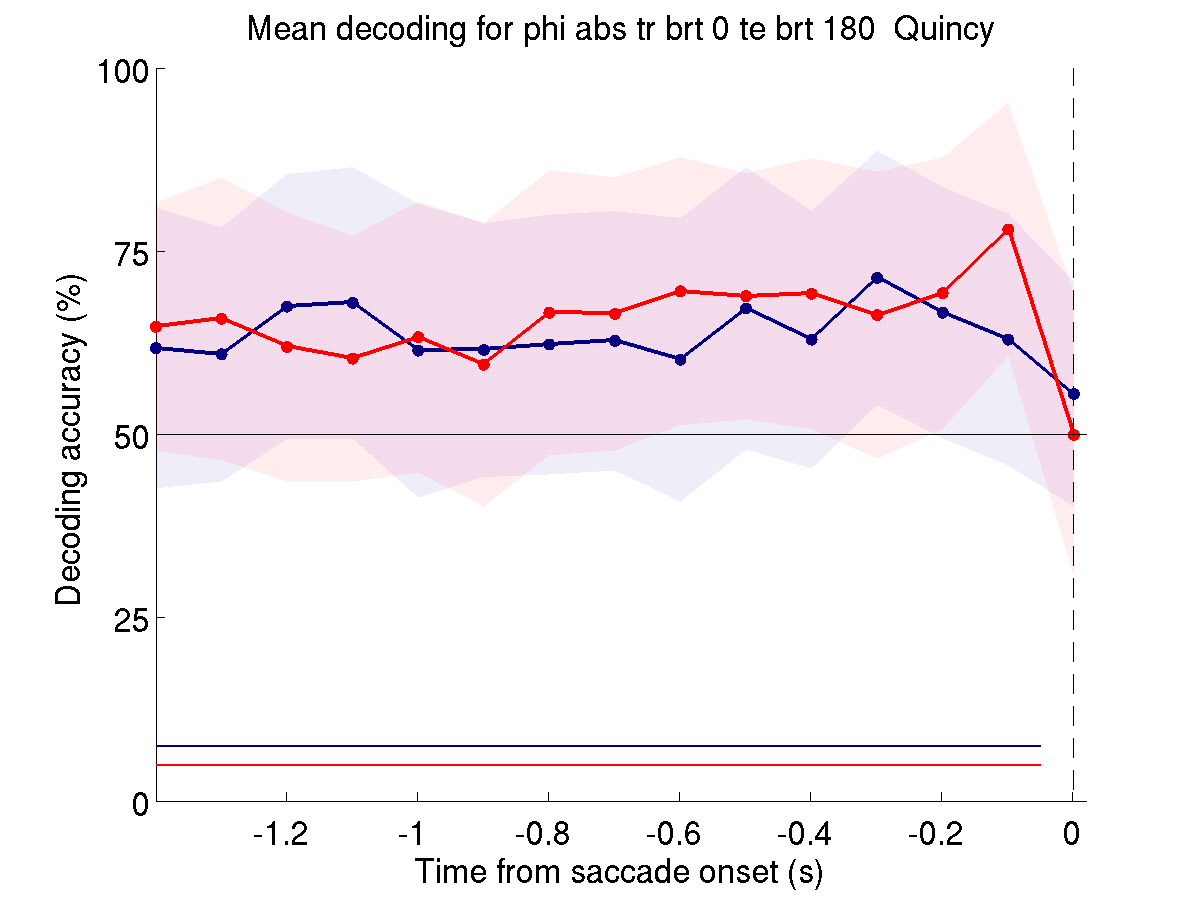 Mean decoding for phi abs tr brt 0 te brt 180  Quincy
100
75
50
25
0
Decoding accuracy (%)
-1.2 -1 -0.8 -0.6 -0.4 -0.2 0
Time from saccade onset (s)